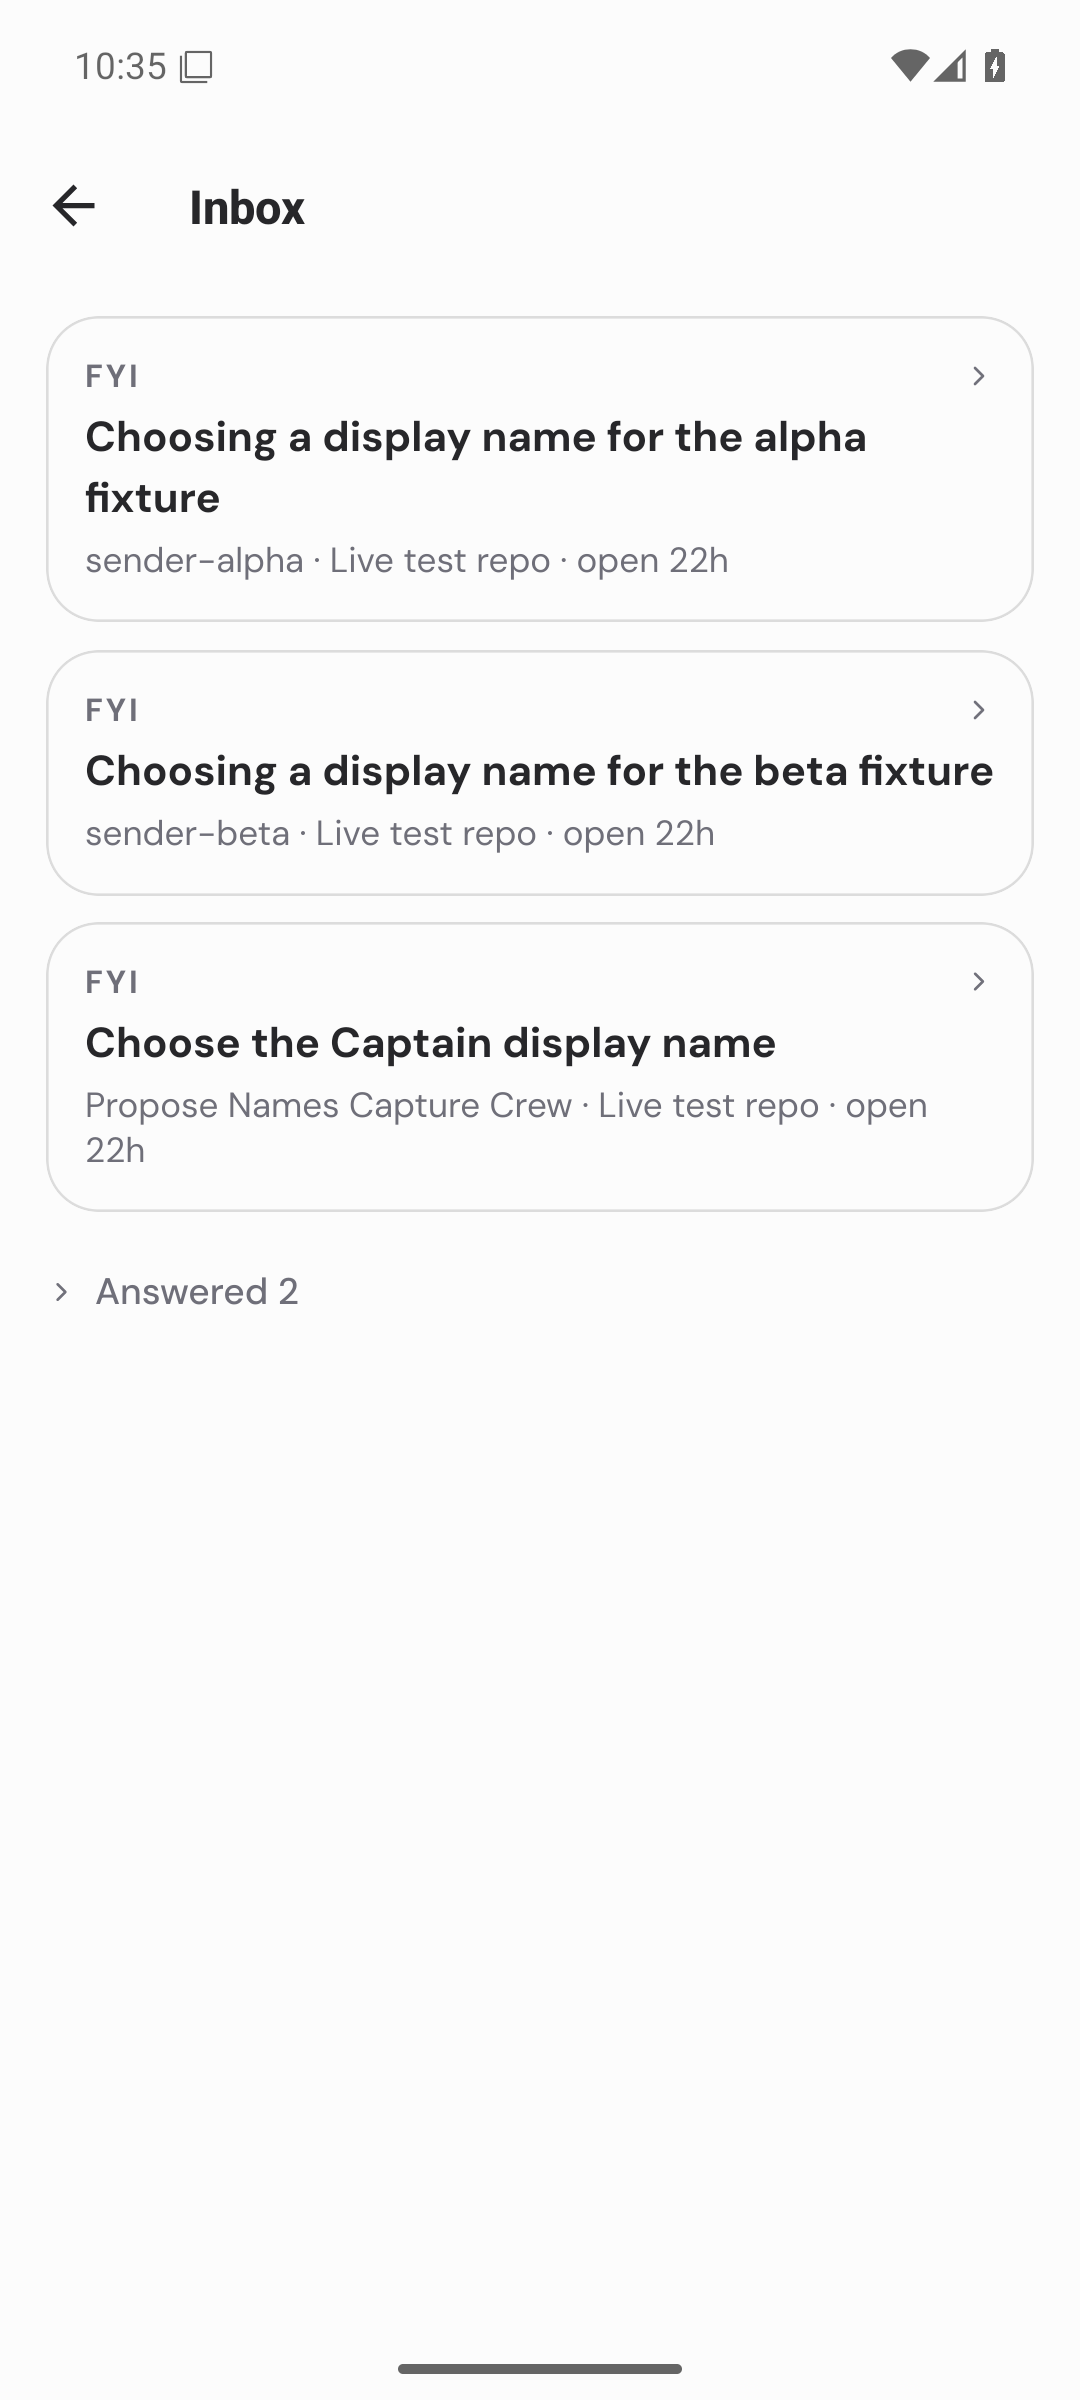 10:35
Inbox
FYI
Choosing a display name for the alpha
fixture
sender-alpha · Live test repo · open 22h
FYI
Choosing a display name for the beta fixture
sender-beta · Live test repo · open 22h
FYI
Choose the Captain display name
Propose Names Capture Crew · Live test repo · open
22h
Answered 2